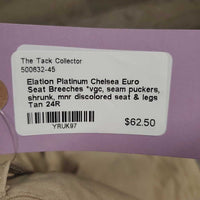 The Tack Collector
500832-45
Elation Platinum Chelsea Euro
Seat Breeches *vgc, seam puckers,
shrunk, mnr discolored seat & legs
Tan 24R
$62.50
YRUK97